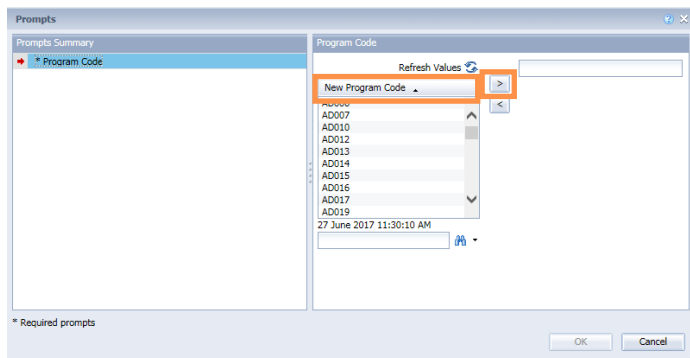 Prompts
Prompts Summary
* Program Code
Program Code
Refresh Values
New Program Code
>
<
AD007
AD010
AD012
AD013
AD014
AD015
AD016
AD017
AD019
27 June 2017 11:30:10 AM
* Required prompts
OK Cancel